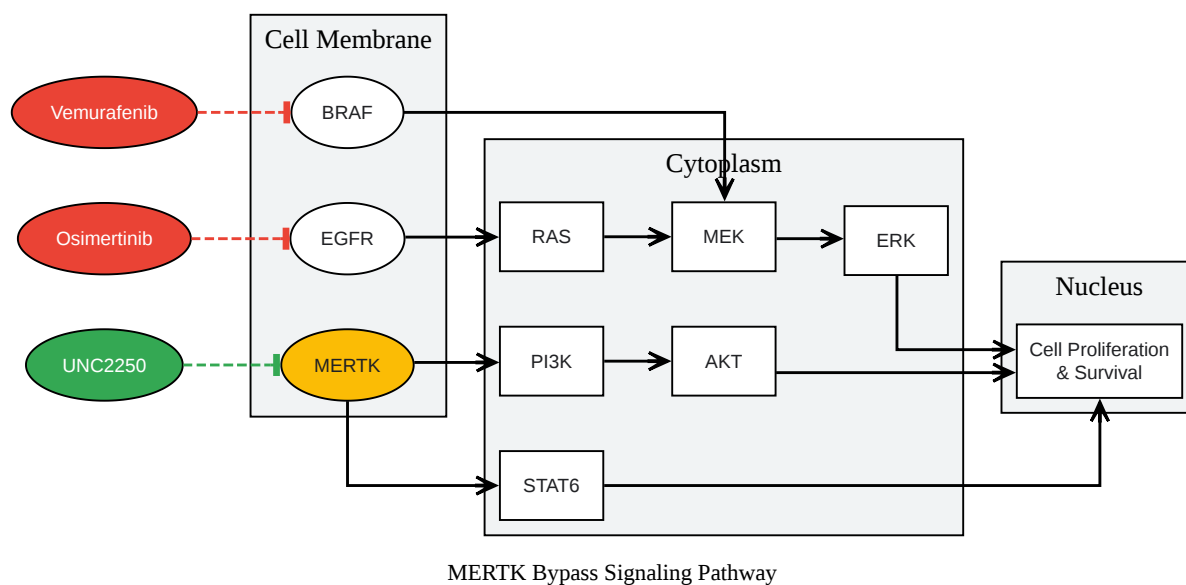 Cell Membrane
Vemurafenib
BRAF
Cytoplasm
Osimertinib
EGFR
RAS
MEK
ERK
Nucleus
UNC2250
MERTK
PI3K
AKT
Cell Proliferation
& Survival
STAT6
MERTK Bypass Signaling Pathway